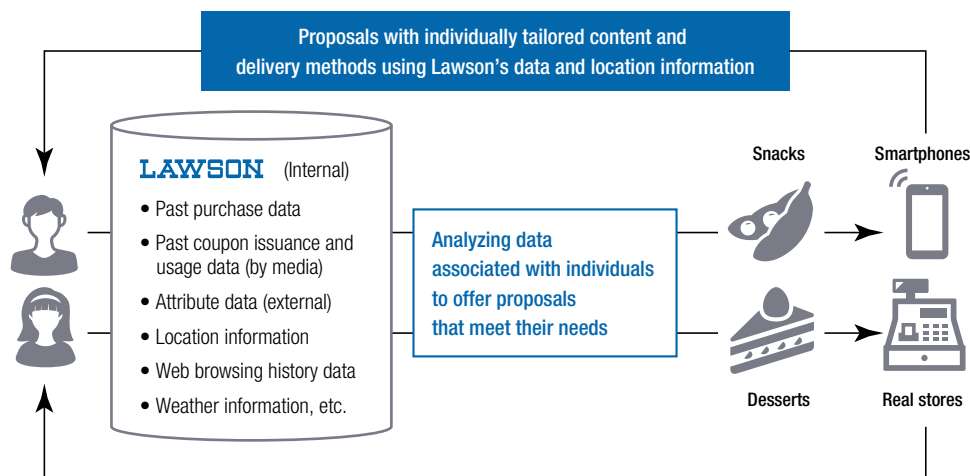 Proposals with individually tailored content and
delivery methods using Lawson’s data and location information
LAWSON (Internal)
• Past purchase data
• Past coupon issuance and
usage data (by media)
• Attribute data (external)
• Location information
• Web browsing history data
• Weather information, etc.
Analyzing data
associated with individuals
to offer proposals
that meet their needs
Snacks
Smartphones
Desserts
Real stores